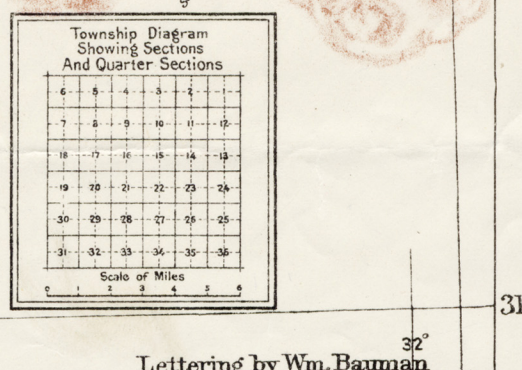 Township Diagram
Showing Sections
And Quarter Sections
6 5 4 3 2 1
7 8 9 10 11 12
18 17 16 15 14 13
19 20 21 22 23 24
30 29 28 27 26 25
31 32 33 34 35 36
Scale of Miles
0 1 2 3 4 5 6
32°
Lettering by Wm. Bauman